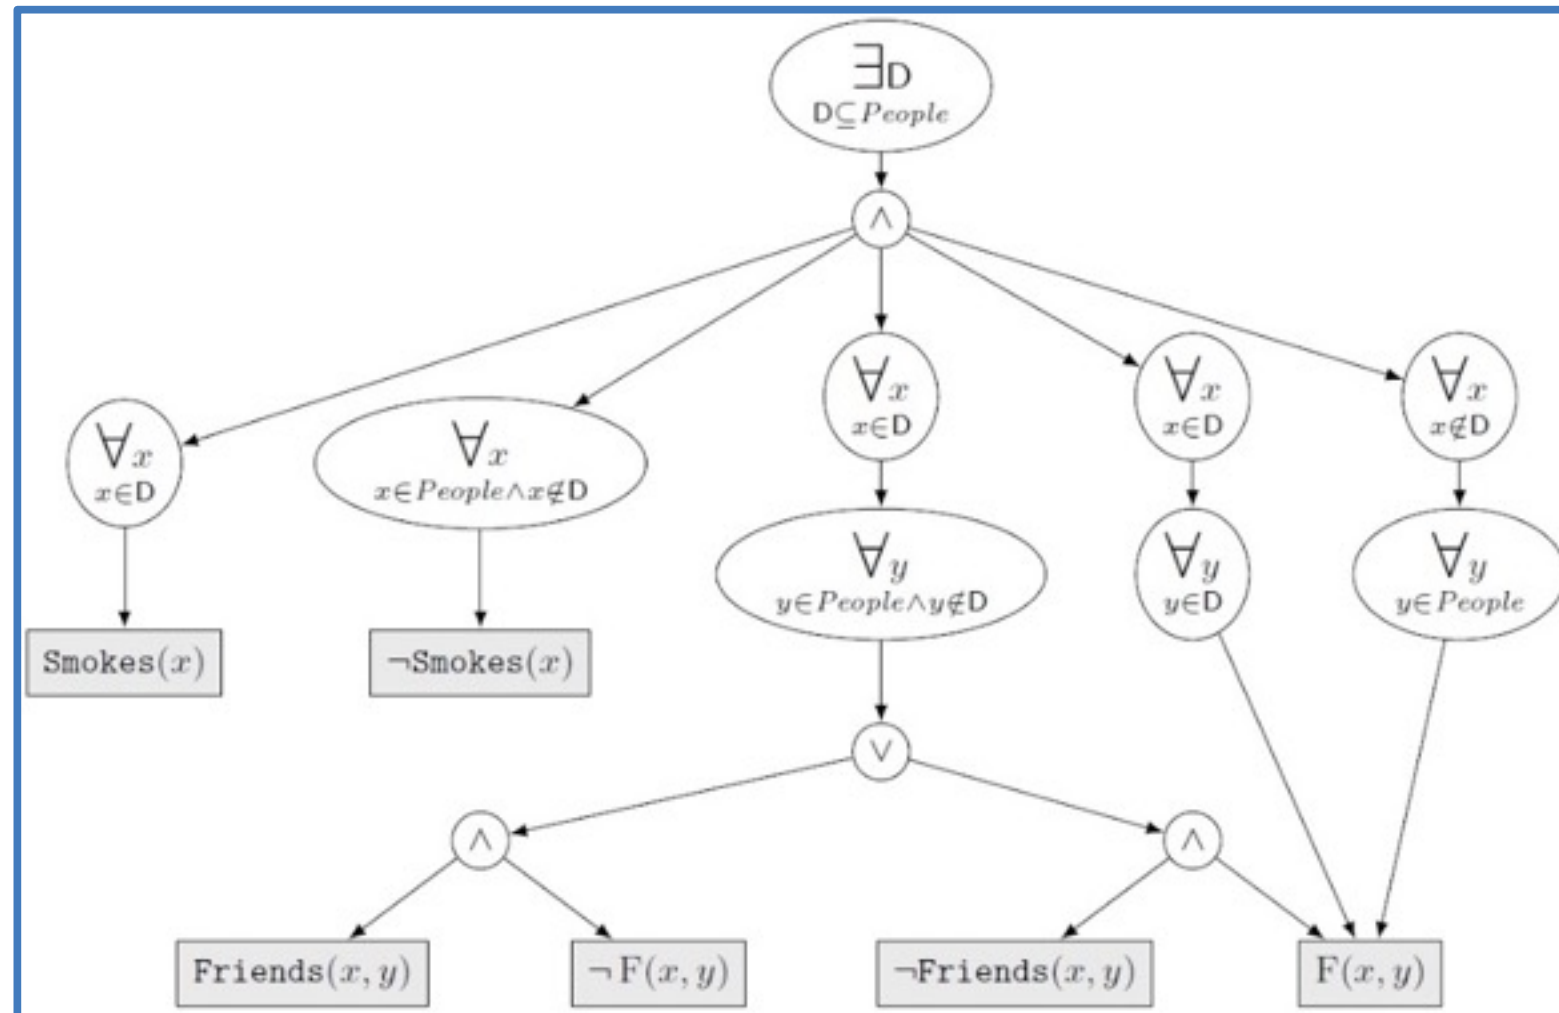 ∃D
D⊆People
∧
∀x
x∈D
∀x
x∈People∧x∉D
∀x
x∈D
∀x
x∈D
∀x
x∉D
∀y
y∈People∧y∉D
∀y
y∈D
∀y
y∈People
Smokes(x)
¬Smokes(x)
∨
∧
∧
Friends(x, y)
¬ F(x, y)
¬Friends(x, y)
F(x, y)